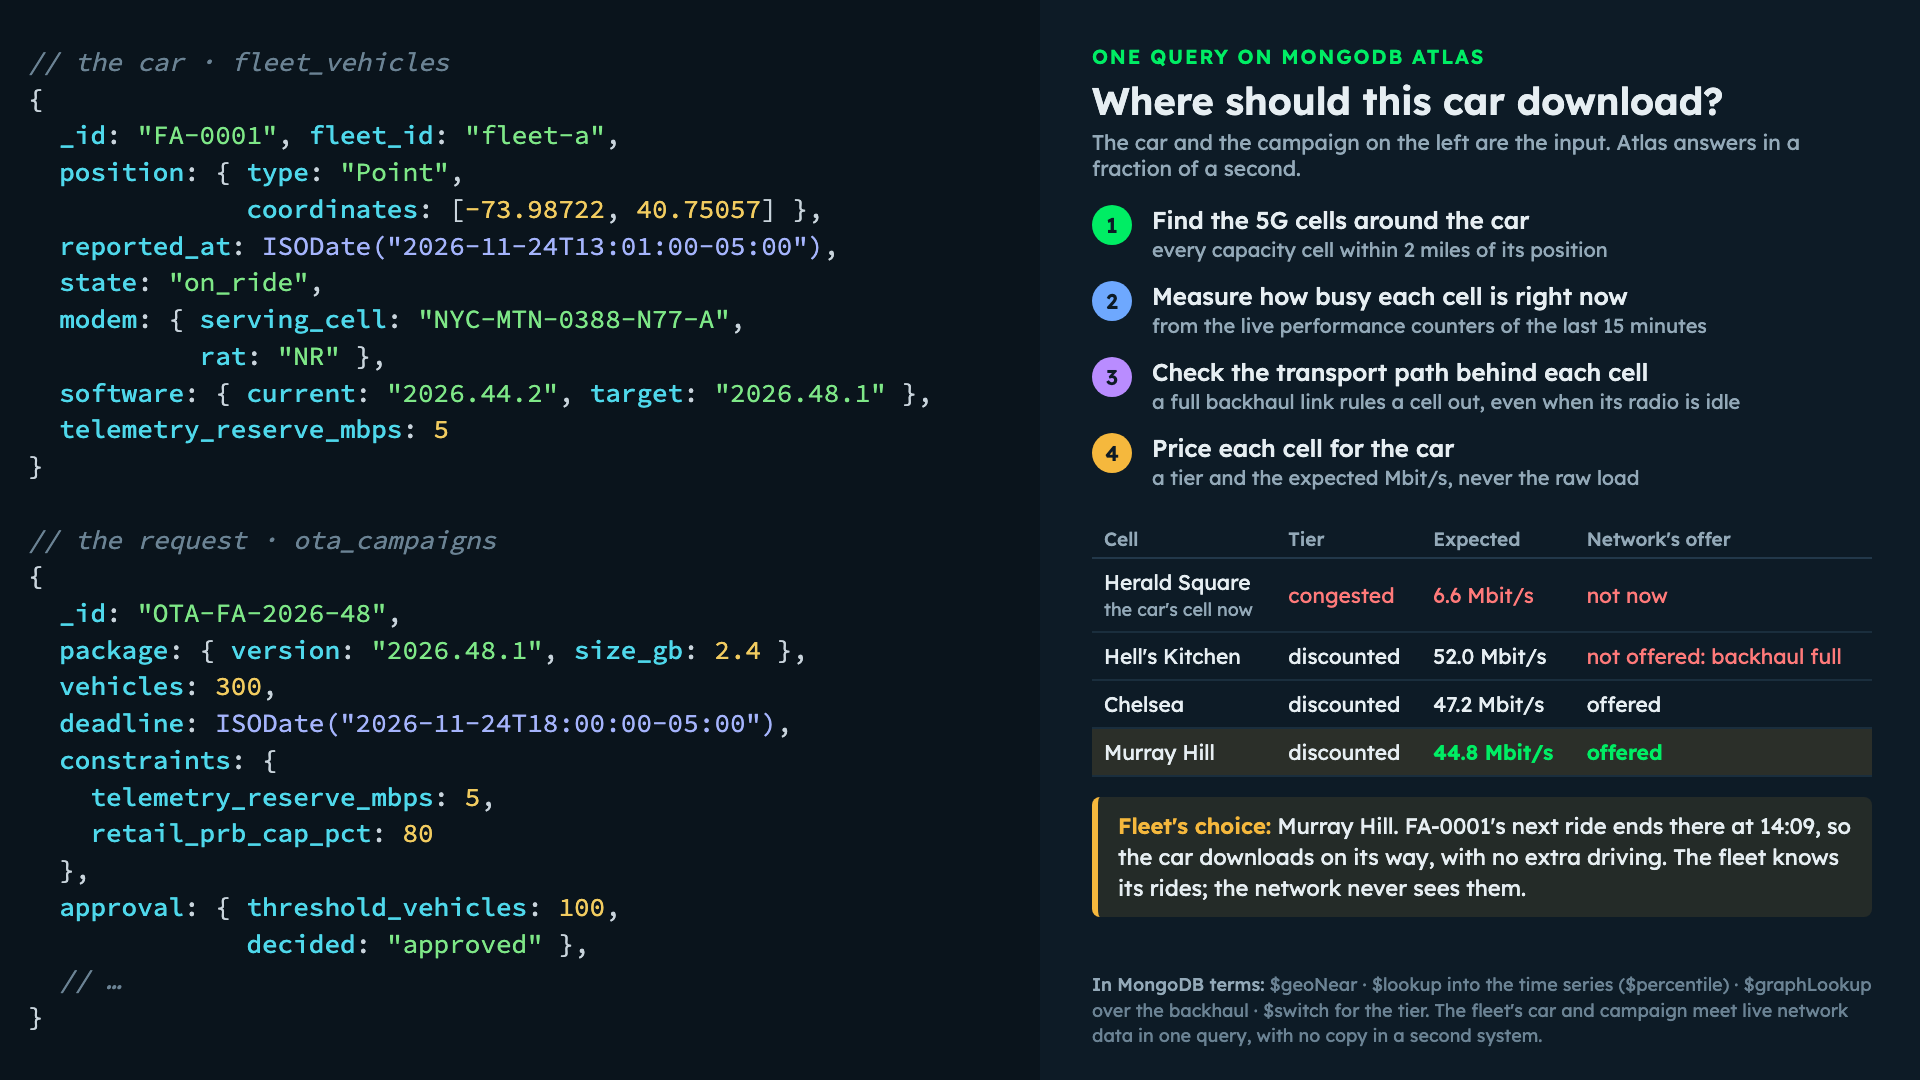 // the car · fleet_vehicles
{
  _id: "FA-0001", fleet_id: "fleet-a",
  position: { type: "Point",
              coordinates: [-73.98722, 40.75057] },
  reported_at: ISODate("2026-11-24T13:01:00-05:00"),
  state: "on_ride",
  modem: { serving_cell: "NYC-MTN-0388-N77-A",
           rat: "NR" },
  software: { current: "2026.44.2", target: "2026.48.1" },
  telemetry_reserve_mbps: 5
}
// the request · ota_campaigns
{
  _id: "OTA-FA-2026-48",
  package: { version: "2026.48.1", size_gb: 2.4 },
  vehicles: 300,
  deadline: ISODate("2026-11-24T18:00:00-05:00"),
  constraints: {
    telemetry_reserve_mbps: 5,
    retail_prb_cap_pct: 80
  },
  approval: { threshold_vehicles: 100,
              decided: "approved" },
  // …
}
ONE QUERY ON MONGODB ATLAS
Where should this car download?
The car and the campaign on the left are the input. Atlas answers in a
fraction of a second.
1 Find the 5G cells around the car
every capacity cell within 2 miles of its position
2 Measure how busy each cell is right now
from the live performance counters of the last 15 minutes
3 Check the transport path behind each cell
a full backhaul link rules a cell out, even when its radio is idle
4 Price each cell for the car
a tier and the expected Mbit/s, never the raw load
Cell Tier Expected Network's offer
Herald Square congested 6.6 Mbit/s not now
the car's cell now
Hell's Kitchen discounted 52.0 Mbit/s not offered: backhaul full
Chelsea discounted 47.2 Mbit/s offered
Murray Hill discounted 44.8 Mbit/s offered
Fleet's choice: Murray Hill. FA-0001's next ride ends there at 14:09, so
the car downloads on its way, with no extra driving. The fleet knows
its rides; the network never sees them.
In MongoDB terms: $geoNear · $lookup into the time series ($percentile) · $graphLookup
over the backhaul · $switch for the tier. The fleet's car and campaign meet live network
data in one query, with no copy in a second system.